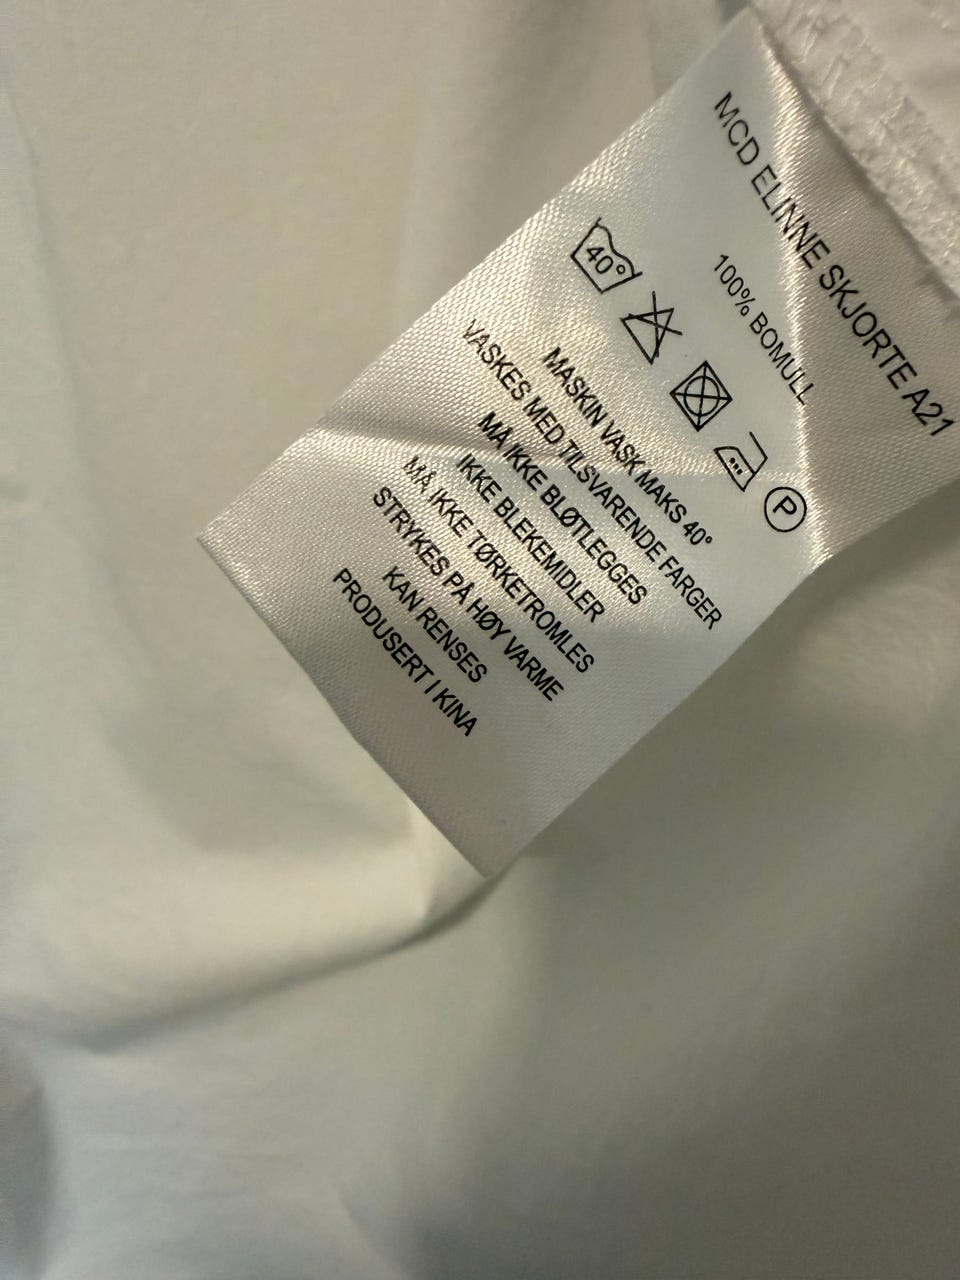 MCD ELINNE SKJORTE A21
100% BOMULL
40°
P
MASKIN VASK MAKS 40°
VASKES MED TILSVARENDE FARGER
MÅ IKKE BLØTLEGGES
IKKE BLEKEMIDLER
MÅ IKKE TØRKETROMLES
STRYKES PÅ HØY VARME
KAN RENSES
PRODUSERT I KINA